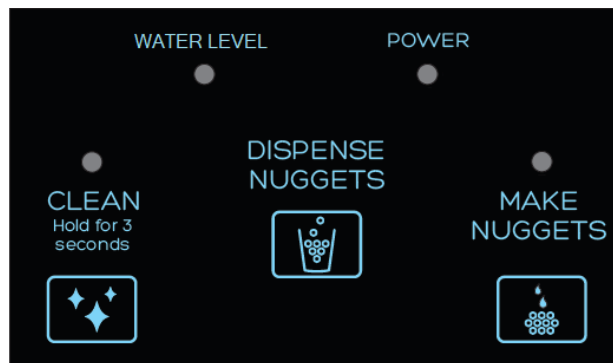 WATER LEVEL
POWER
DISPENSE
NUGGETS
CLEAN
Hold for 3
seconds
MAKE
NUGGETS